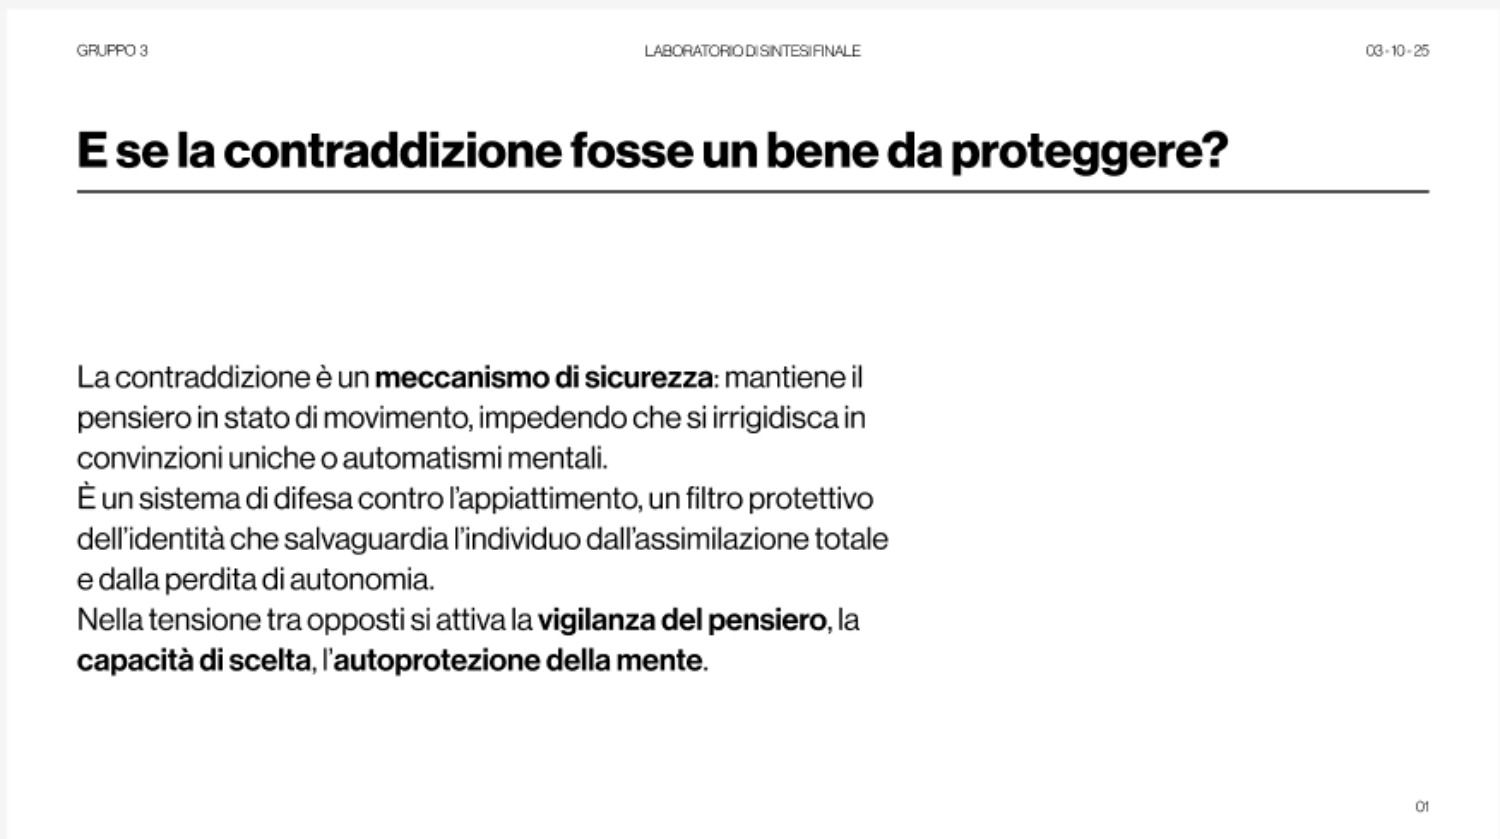 GRUPPO 3
LABORATORIO DI SINTESI FINALE
03-10-25
E se la contraddizione fosse un bene da proteggere?
La contraddizione è un meccanismo di sicurezza: mantiene il
pensiero in stato di movimento, impedendo che si irrigidisca in
convinzioni uniche o automatismi mentali.
È un sistema di difesa contro l’appiattimento, un filtro protettivo
dell’identità che salvaguardia l’individuo dall’assimilazione totale
e dalla perdita di autonomia.
Nella tensione tra opposti si attiva la vigilanza del pensiero, la
capacità di scelta, l’autoprotezione della mente.
01